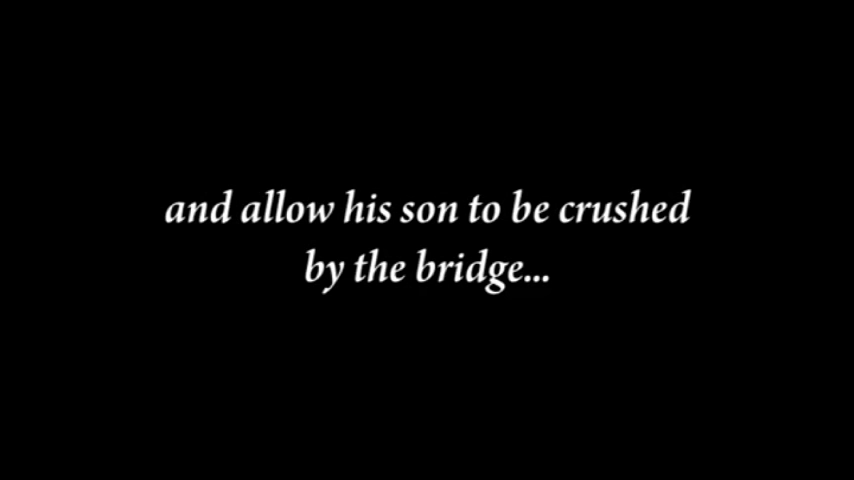 and allow his son to be crushed
by the bridge...